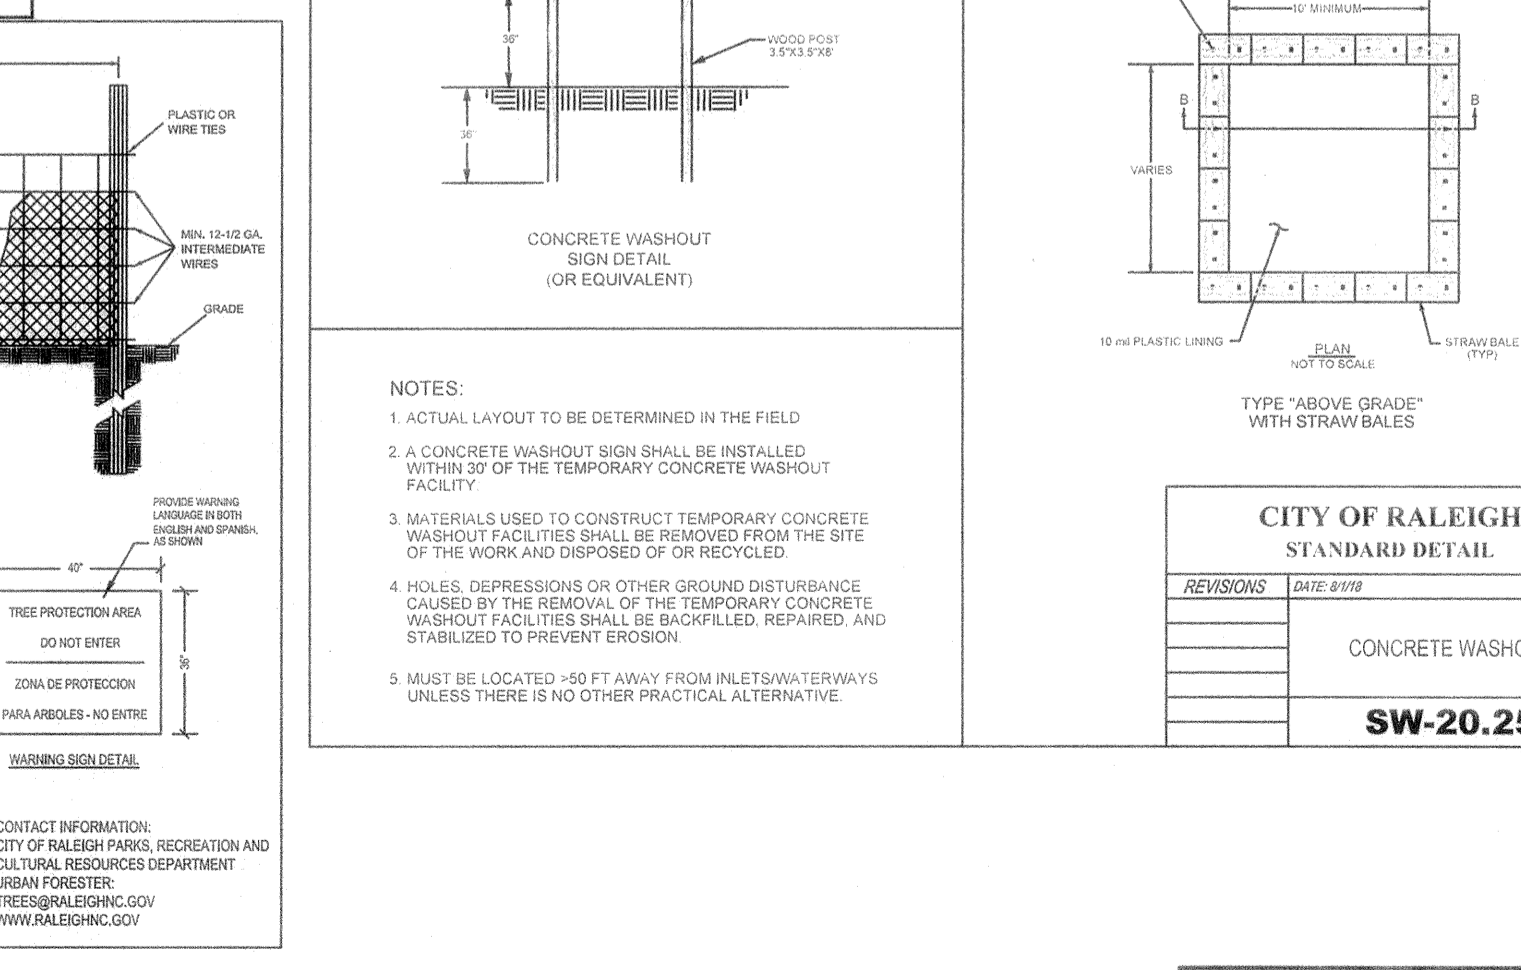 PLASTIC OR
WIRE TIES
MIN. 12-1/2 GA.
INTERMEDIATE
WIRES
GRADE
PROVIDE WARNING
LANGUAGE IN BOTH
ENGLISH AND SPANISH,
AS SHOWN
40"
TREE PROTECTION AREA
DO NOT ENTER
ZONA DE PROTECCION
PARA ARBOLES - NO ENTRE
36"
WARNING SIGN DETAIL
CONTACT INFORMATION:
CITY OF RALEIGH PARKS, RECREATION AND
CULTURAL RESOURCES DEPARTMENT
URBAN FORESTER:
TREES@RALEIGHNC.GOV
WWW.RALEIGHNC.GOV
36"
WOOD POST
3.5"X3.5"X8'
36"
CONCRETE WASHOUT
SIGN DETAIL
(OR EQUIVALENT)
NOTES:
1. ACTUAL LAYOUT TO BE DETERMINED IN THE FIELD
2. A CONCRETE WASHOUT SIGN SHALL BE INSTALLED
WITHIN 30' OF THE TEMPORARY CONCRETE WASHOUT
FACILITY.
3. MATERIALS USED TO CONSTRUCT TEMPORARY CONCRETE
WASHOUT FACILITIES SHALL BE REMOVED FROM THE SITE
OF THE WORK AND DISPOSED OF OR RECYCLED.
4. HOLES, DEPRESSIONS OR OTHER GROUND DISTURBANCE
CAUSED BY THE REMOVAL OF THE TEMPORARY CONCRETE
WASHOUT FACILITIES SHALL BE BACKFILLED, REPAIRED, AND
STABILIZED TO PREVENT EROSION.
5. MUST BE LOCATED >50 FT AWAY FROM INLETS/WATERWAYS
UNLESS THERE IS NO OTHER PRACTICAL ALTERNATIVE.
10' MINIMUM
B
B
VARIES
10 mil PLASTIC LINING
PLAN
NOT TO SCALE
STRAW BALE
(TYP)
TYPE "ABOVE GRADE"
WITH STRAW BALES
CITY OF RALEIGH
STANDARD DETAIL
REVISIONS
DATE: 8/1/18
CONCRETE WASHO
SW-20.25